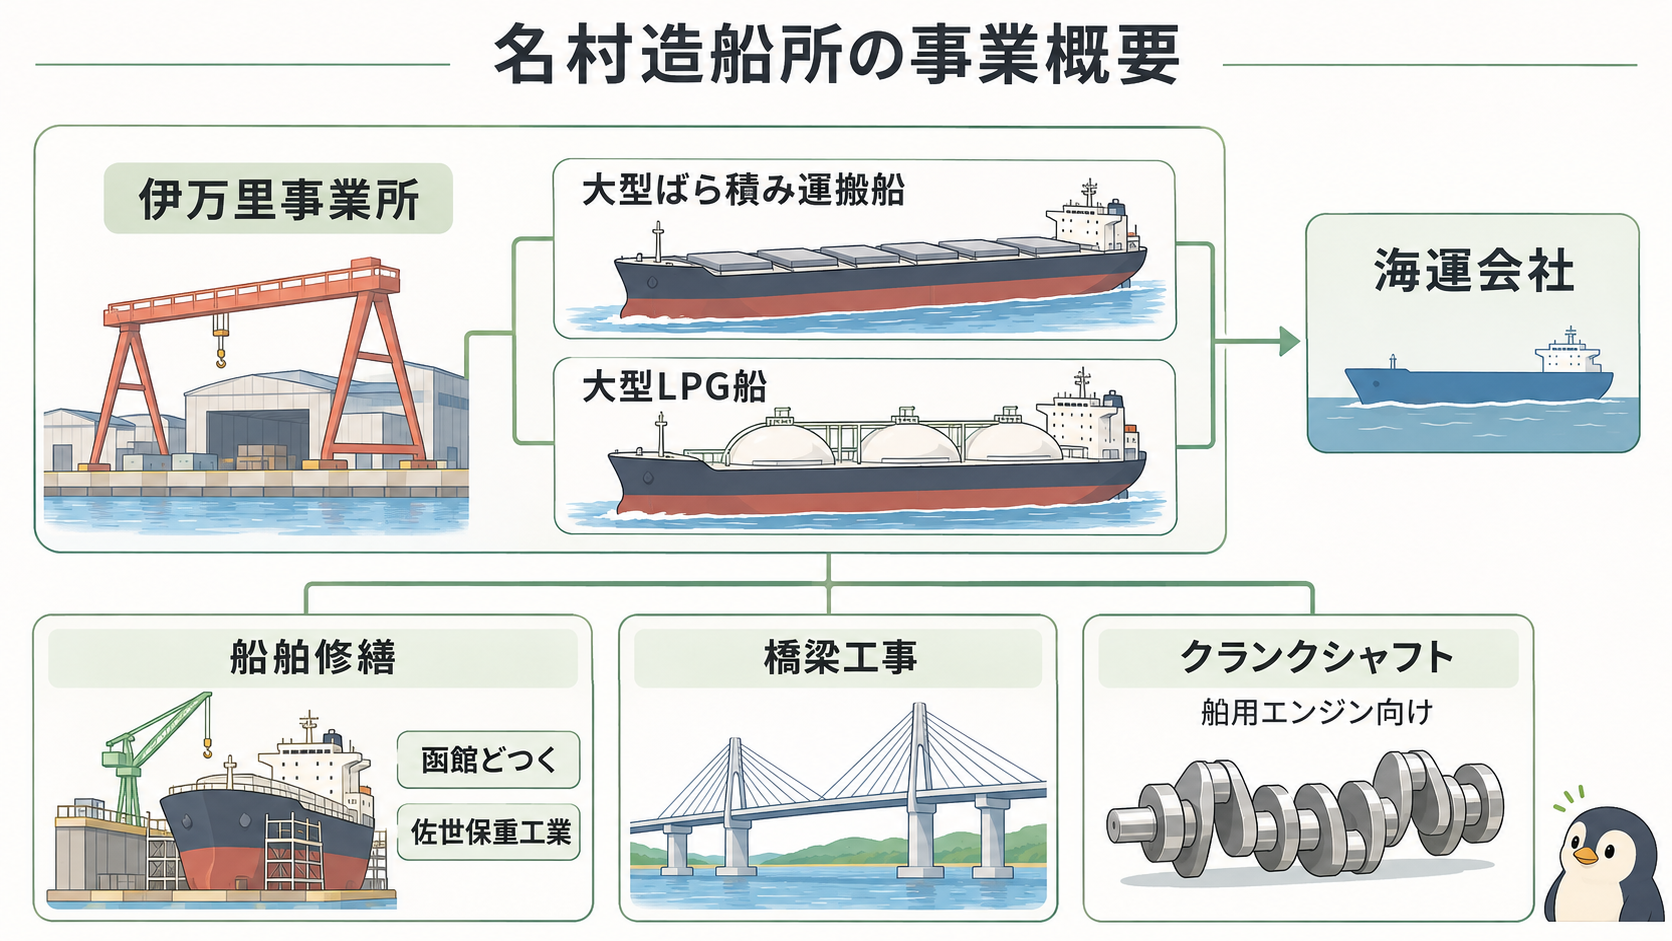 名村造船所の事業概要
伊万里事業所
大型ばら積み運搬船
大型LPG船
海運会社
船舶修繕
函館どつく
佐世保重工業
橋梁工事
クランクシャフト
舶用エンジン向け